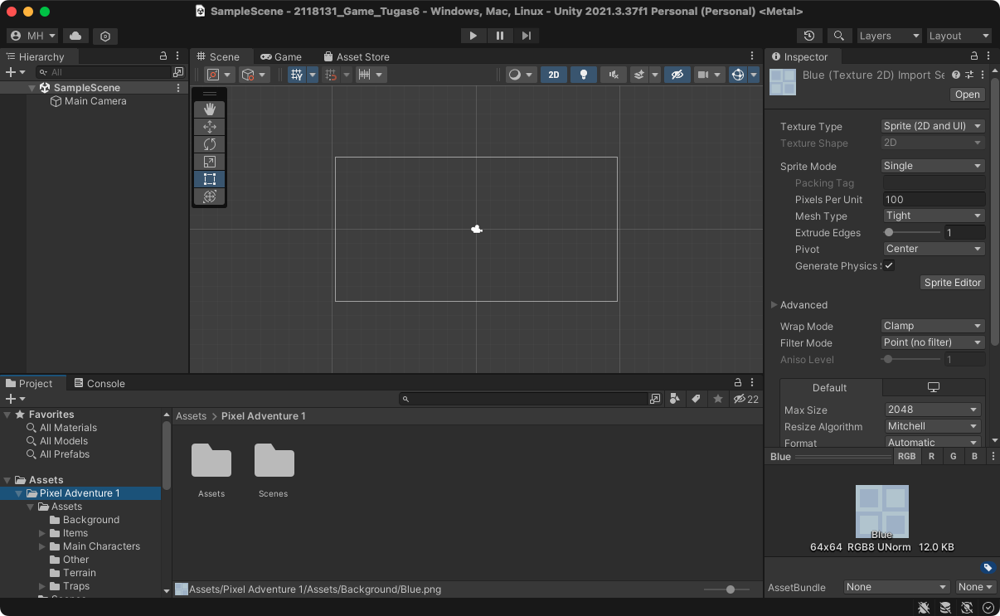 SampleScene - 2118131_Game_Tugas6 - Windows, Mac, Linux - Unity 2021.3.37f1 Personal (Personal) <Metal>
MH
Layers
Layout
Hierarchy
All
SampleScene
Main Camera
Scene
Game
Asset Store
2D
Inspector
Blue (Texture 2D) Import Se
Open
Texture Type
Sprite (2D and UI)
Texture Shape
2D
Sprite Mode
Single
Packing Tag
Pixels Per Unit
100
Mesh Type
Tight
Extrude Edges
1
Pivot
Center
Generate Physics S
Sprite Editor
Advanced
Wrap Mode
Clamp
Filter Mode
Point (no filter)
Aniso Level
1
Default
Max Size
2048
Resize Algorithm
Mitchell
Format
Automatic
Blue
RGB
R
G
B
Blue
64x64 RGB8 UNorm 12.0 KB
AssetBundle
None
None
Project
Console
22
Favorites
All Materials
All Models
All Prefabs
Assets
Pixel Adventure 1
Assets
Background
Items
Main Characters
Other
Terrain
Traps
Scenes
Assets > Pixel Adventure 1
Assets
Scenes
Assets/Pixel Adventure 1/Assets/Background/Blue.png